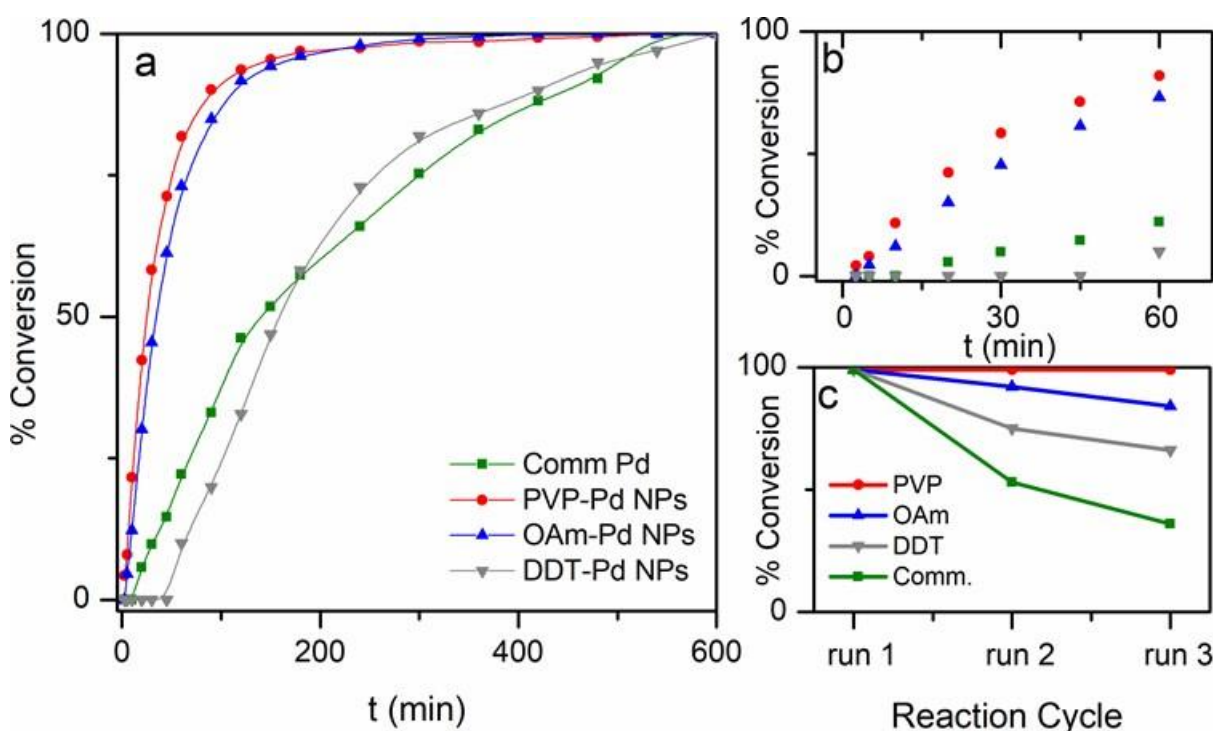 a
100
50
0
% Conversion
Comm Pd
PVP-Pd NPs
OAm-Pd NPs
DDT-Pd NPs
0 200 400 600
t (min)
b
100
0
% Conversion
0 30 60
t (min)
c
100
0
% Conversion
PVP
OAm
DDT
Comm.
run 1 run 2 run 3
Reaction Cycle